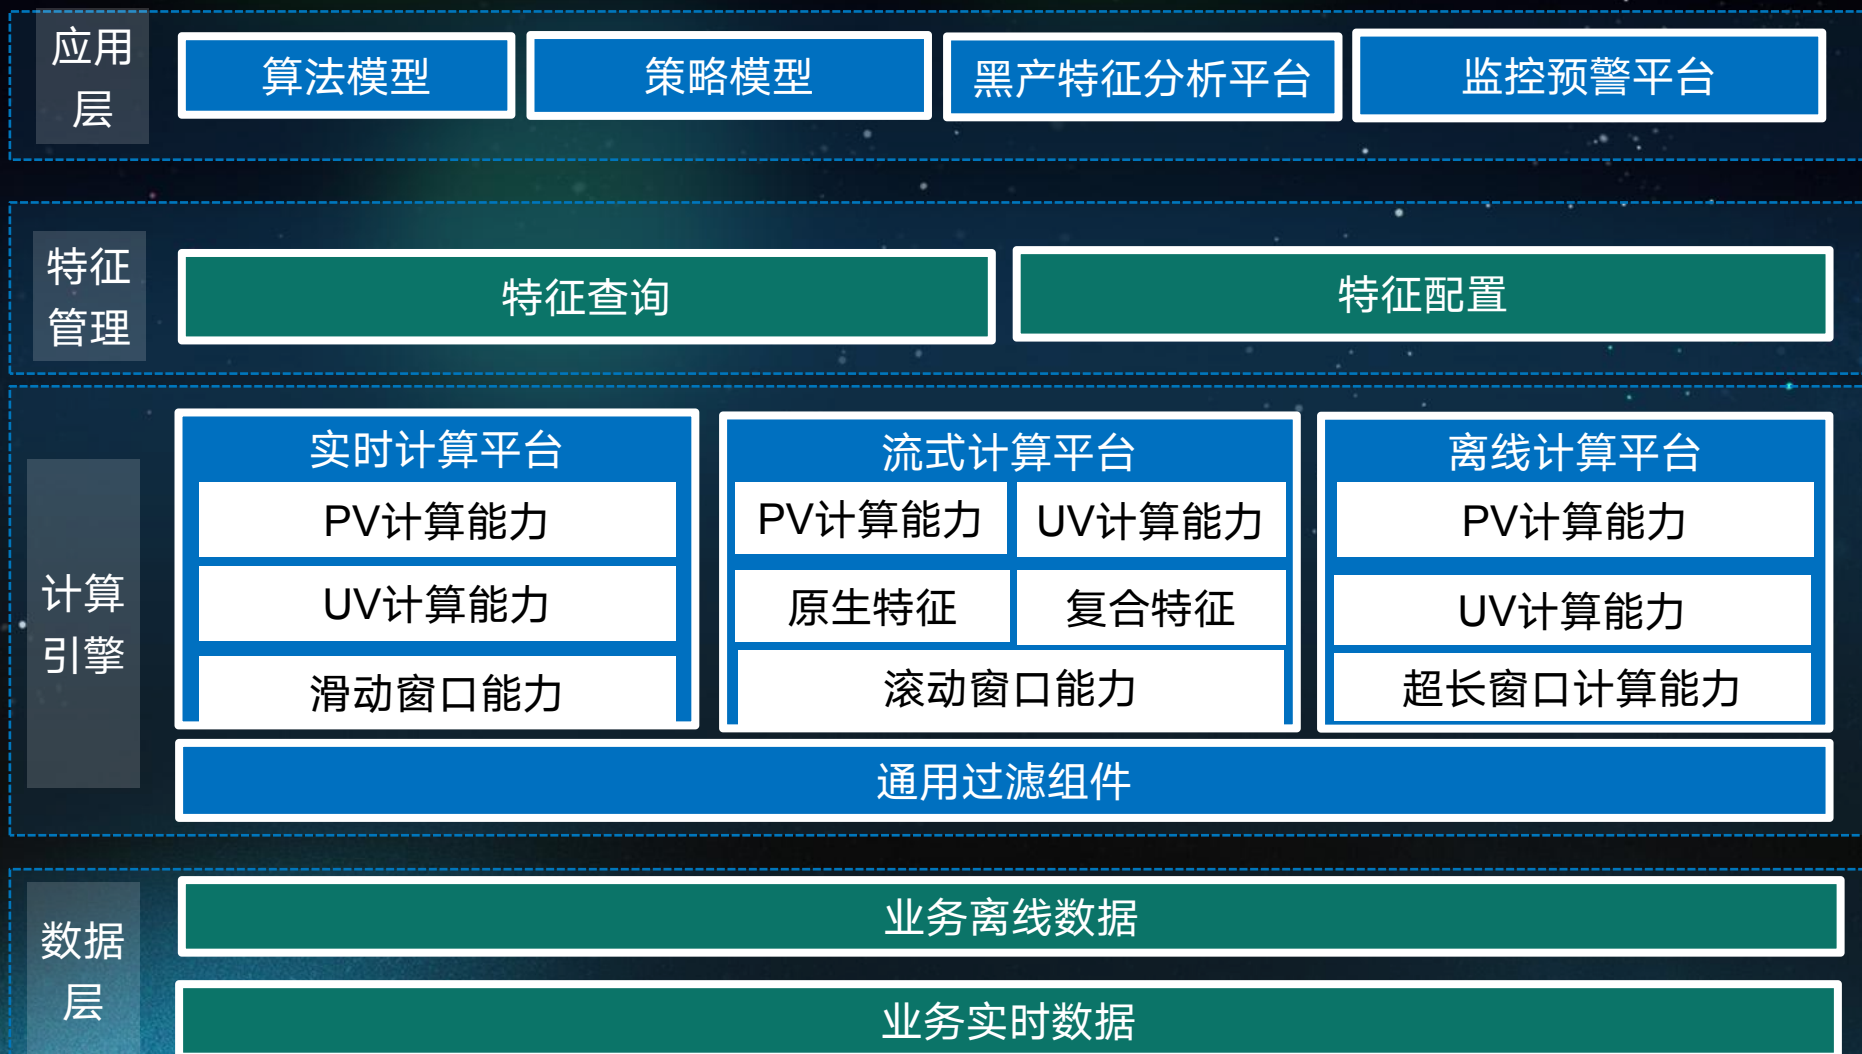 应用
层
算法模型
策略模型
黑产特征分析平台
监控预警平台
特征
管理
特征查询
特征配置
计算
引擎
实时计算平台
PV计算能力
UV计算能力
滑动窗口能力
流式计算平台
PV计算能力
UV计算能力
原生特征
复合特征
滚动窗口能力
离线计算平台
PV计算能力
UV计算能力
超长窗口计算能力
通用过滤组件
数据
层
业务离线数据
业务实时数据